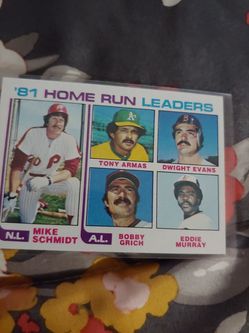 '81 HOME RUN LEADERS
TONY ARMAS
DWIGHT EVANS
N.L.
MIKE
SCHMIDT
A.L.
BOBBY
GRICH
EDDIE
MURRAY